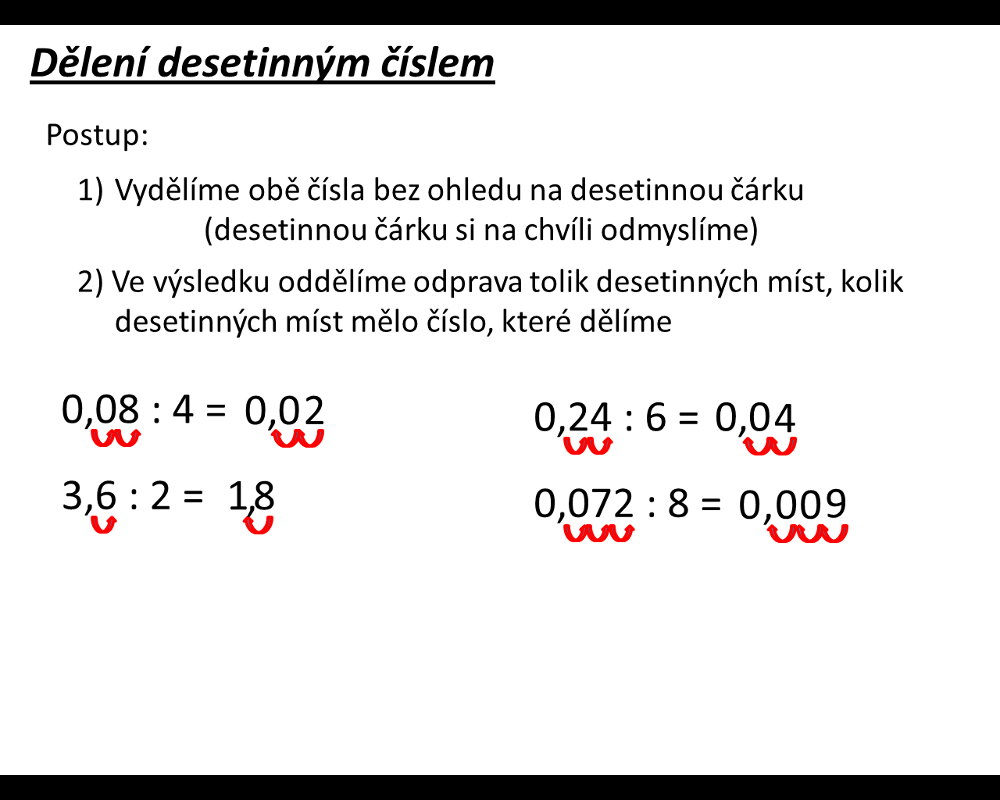 Dělení desetinným číslem
Postup:
1) Vydělíme obě čísla bez ohledu na desetinnou čárku
(desetinnou čárku si na chvíli odmyslíme)
2) Ve výsledku oddělíme odprava tolik desetinných míst, kolik
desetinných míst mělo číslo, které dělíme
0,08 : 4 = 0,02
0,24 : 6 = 0,04
3,6 : 2 = 1,8
0,072 : 8 = 0,009